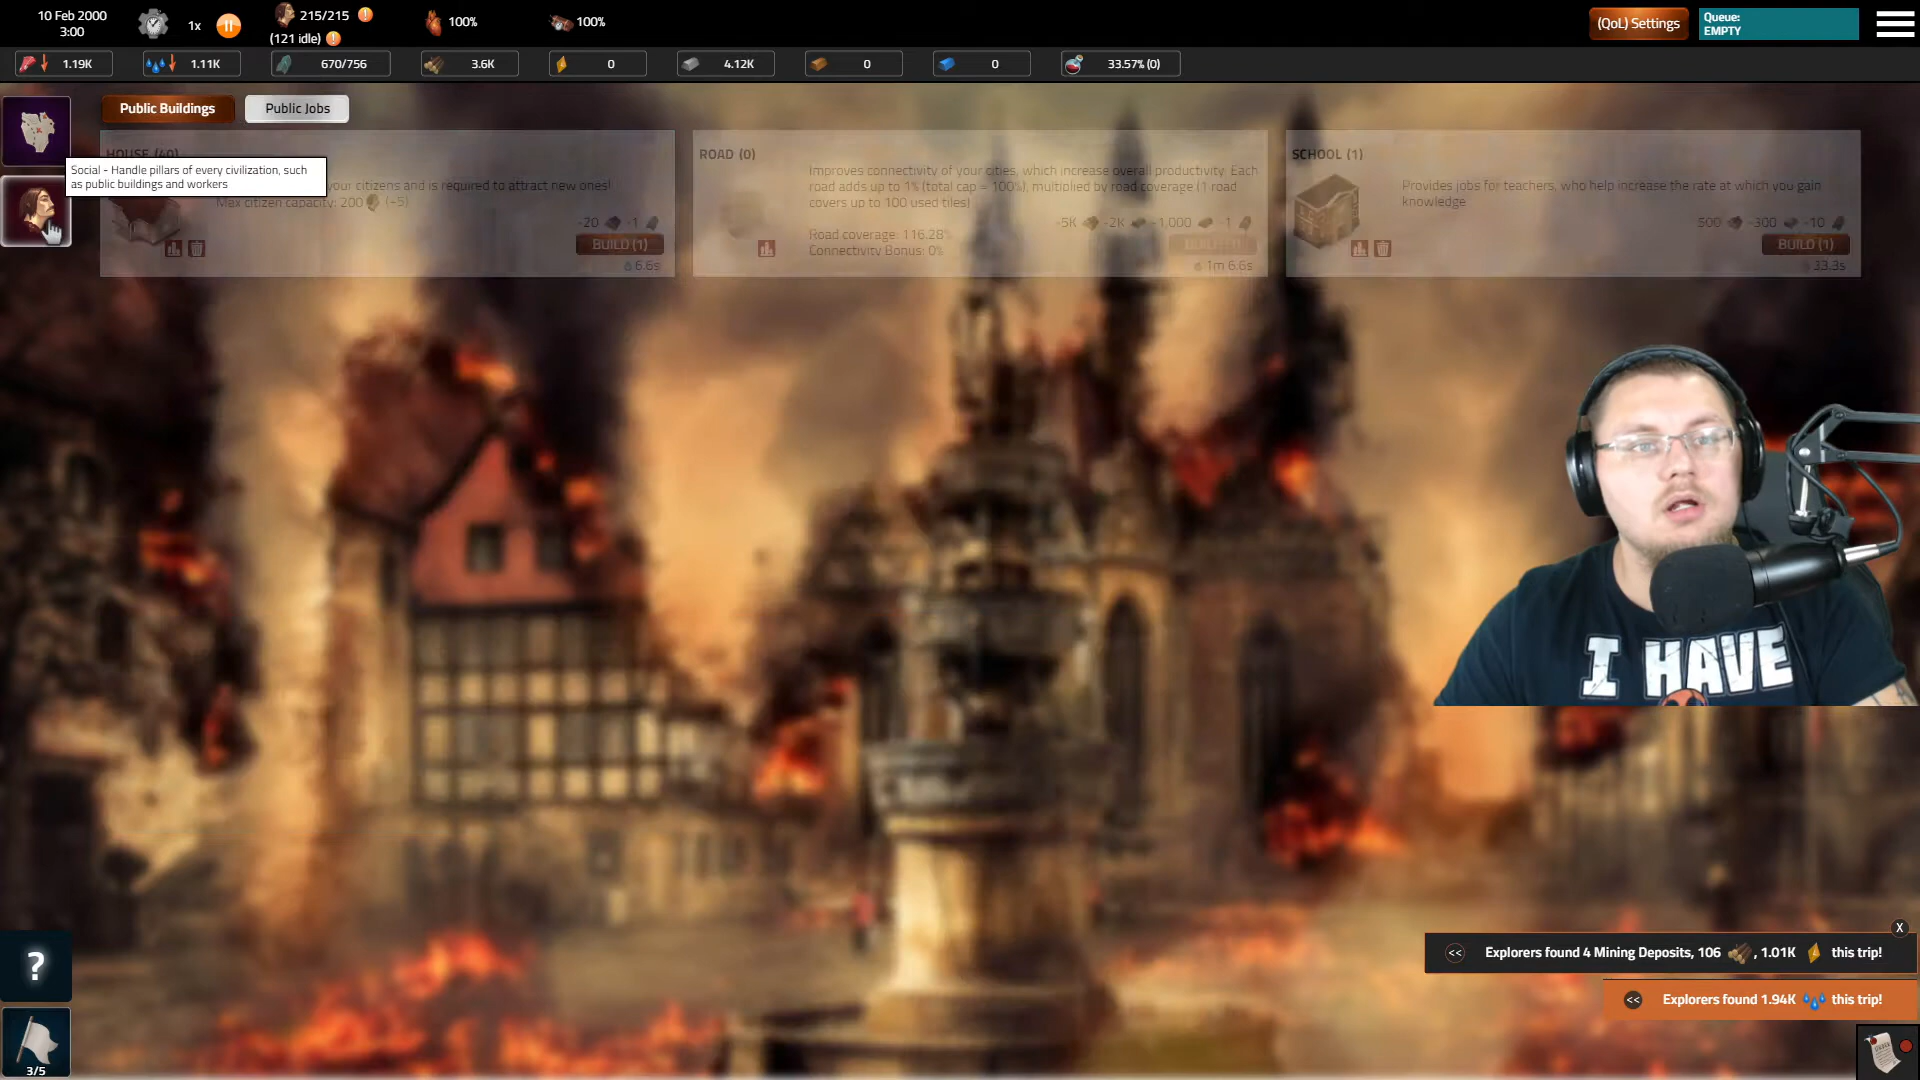 10 Feb 2000
3:00
1x
215/215
(121 idle)
100%
100%
(QoL) Settings
Queue:
EMPTY
1.19K
1.11K
670/756
3.6K
0
4.12K
0
0
33.57% (0)
Public Buildings
Public Jobs
HOUSE (40)
Social - Handle pillars of every civilization, such
as public buildings and workers
your citizens and is required to attract new ones!
Max citizen capacity: 200 (+5)
-20 -1
BUILD (1)
6.6s
ROAD (0)
Improves connectivity of your cities, which increase overall productivity. Each
road adds up to 1% (total cap = 100%), multiplied by road coverage (1 road
covers up to 100 used tiles)
-5K -2K -1,000 -1
Road coverage: 116.28%
Connectivity Bonus: 0%
BUILD (1)
1m 6.6s
SCHOOL (1)
Provides jobs for teachers, who help increase the rate at which you gain
knowledge
500 -300 -10
BUILD (1)
33.3s
I HAVE
X
<< Explorers found 4 Mining Deposits, 106 , 1.01K this trip!
<< Explorers found 1.94K this trip!
?
3/5